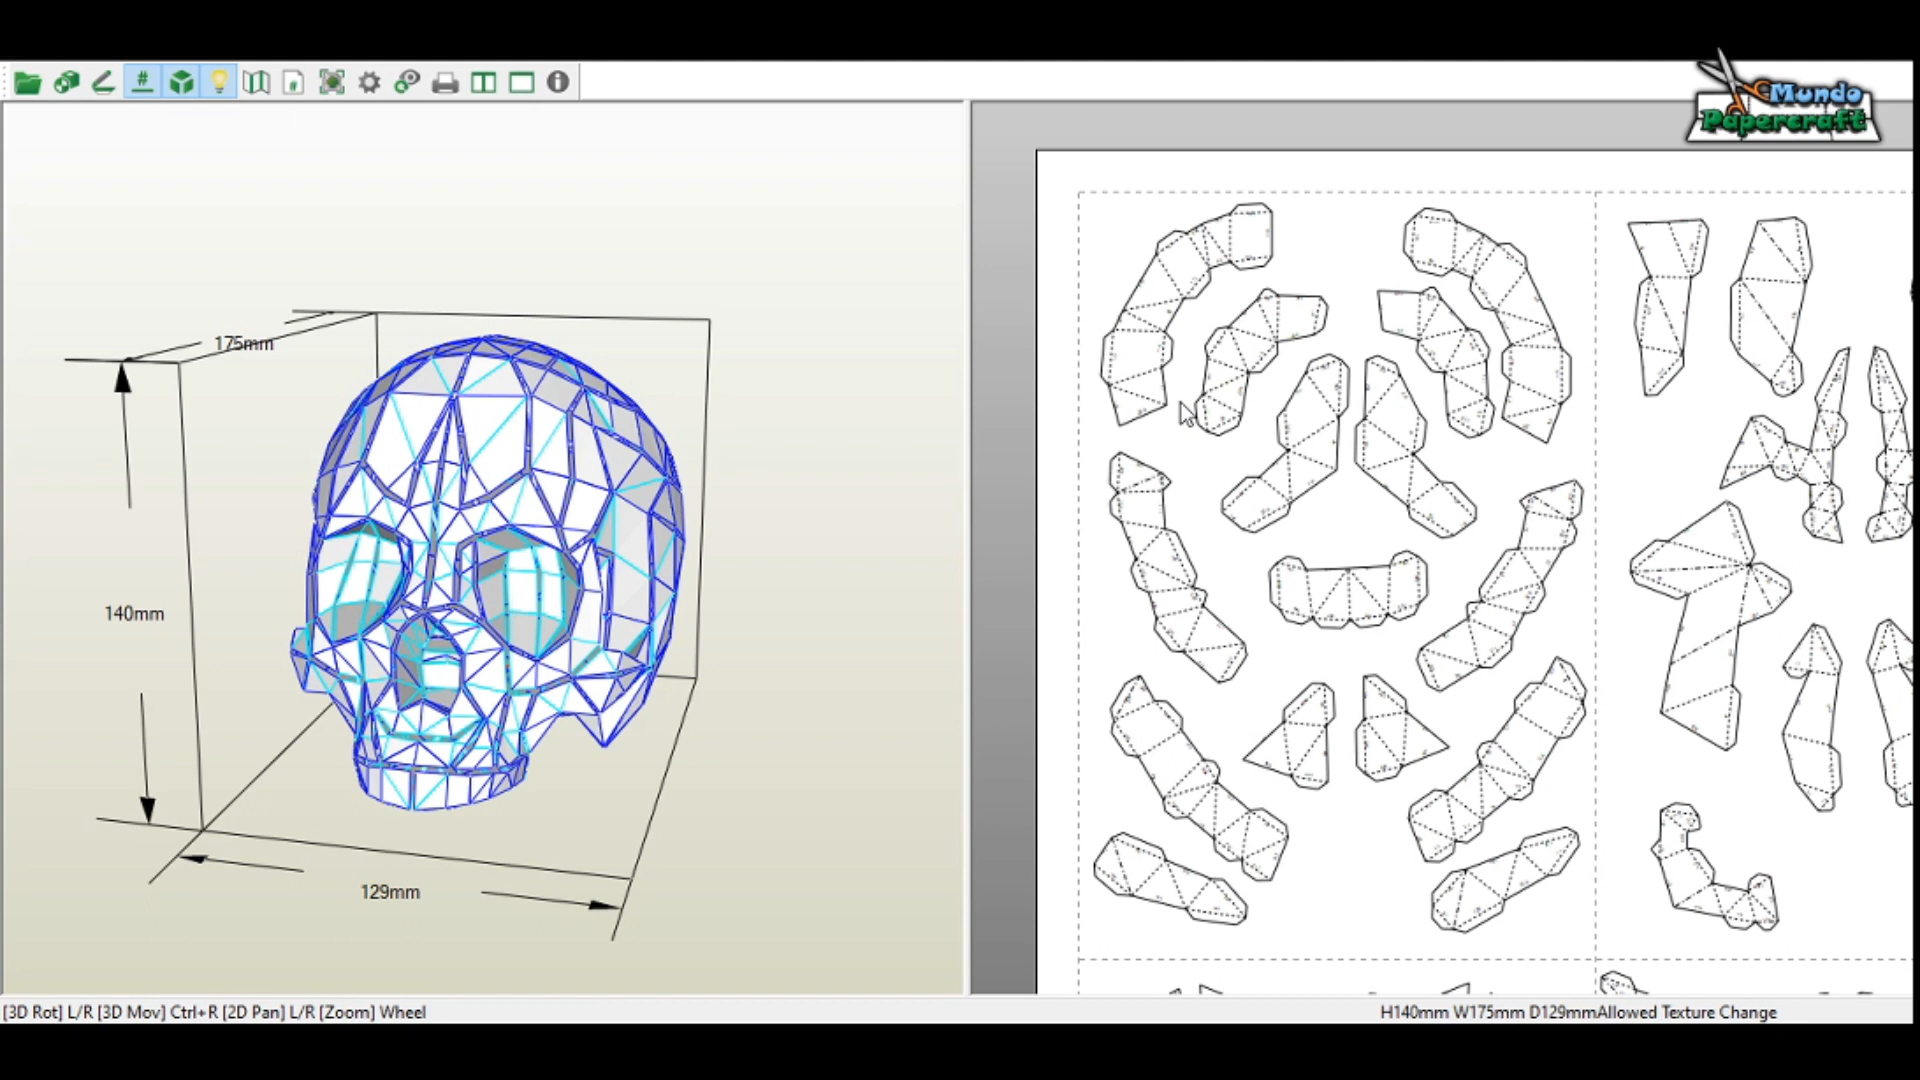 Mundo
Papercraft
175mm
140mm
129mm
[3D Rot] L/R [3D Mov] Ctrl+R [2D Pan] L/R [Zoom] Wheel
H140mm W175mm D129mmAllowed Texture Change